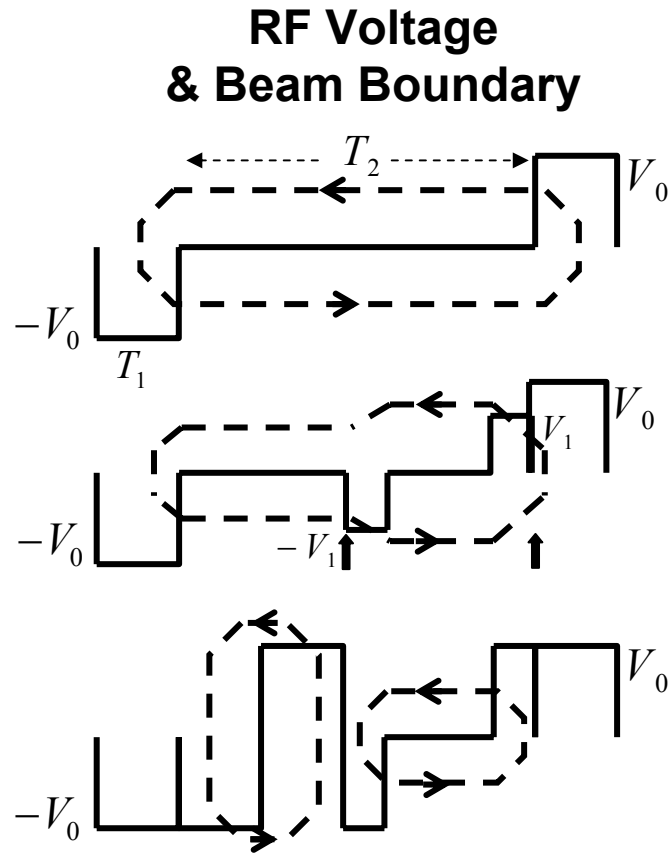 RF Voltage
& Beam Boundary
T₂
V₀
−V₀
T₁
V₀
V₁
−V₀
−V₁
V₀
−V₀